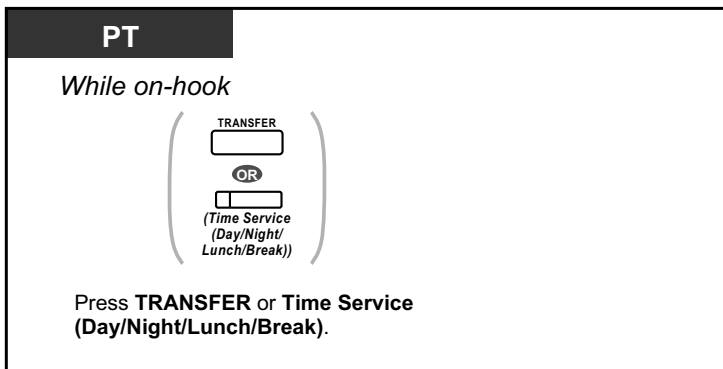 PT
While on-hook
TRANSFER
OR
(Time Service
(Day/Night/
Lunch/Break))
Press TRANSFER or Time Service
(Day/Night/Lunch/Break).